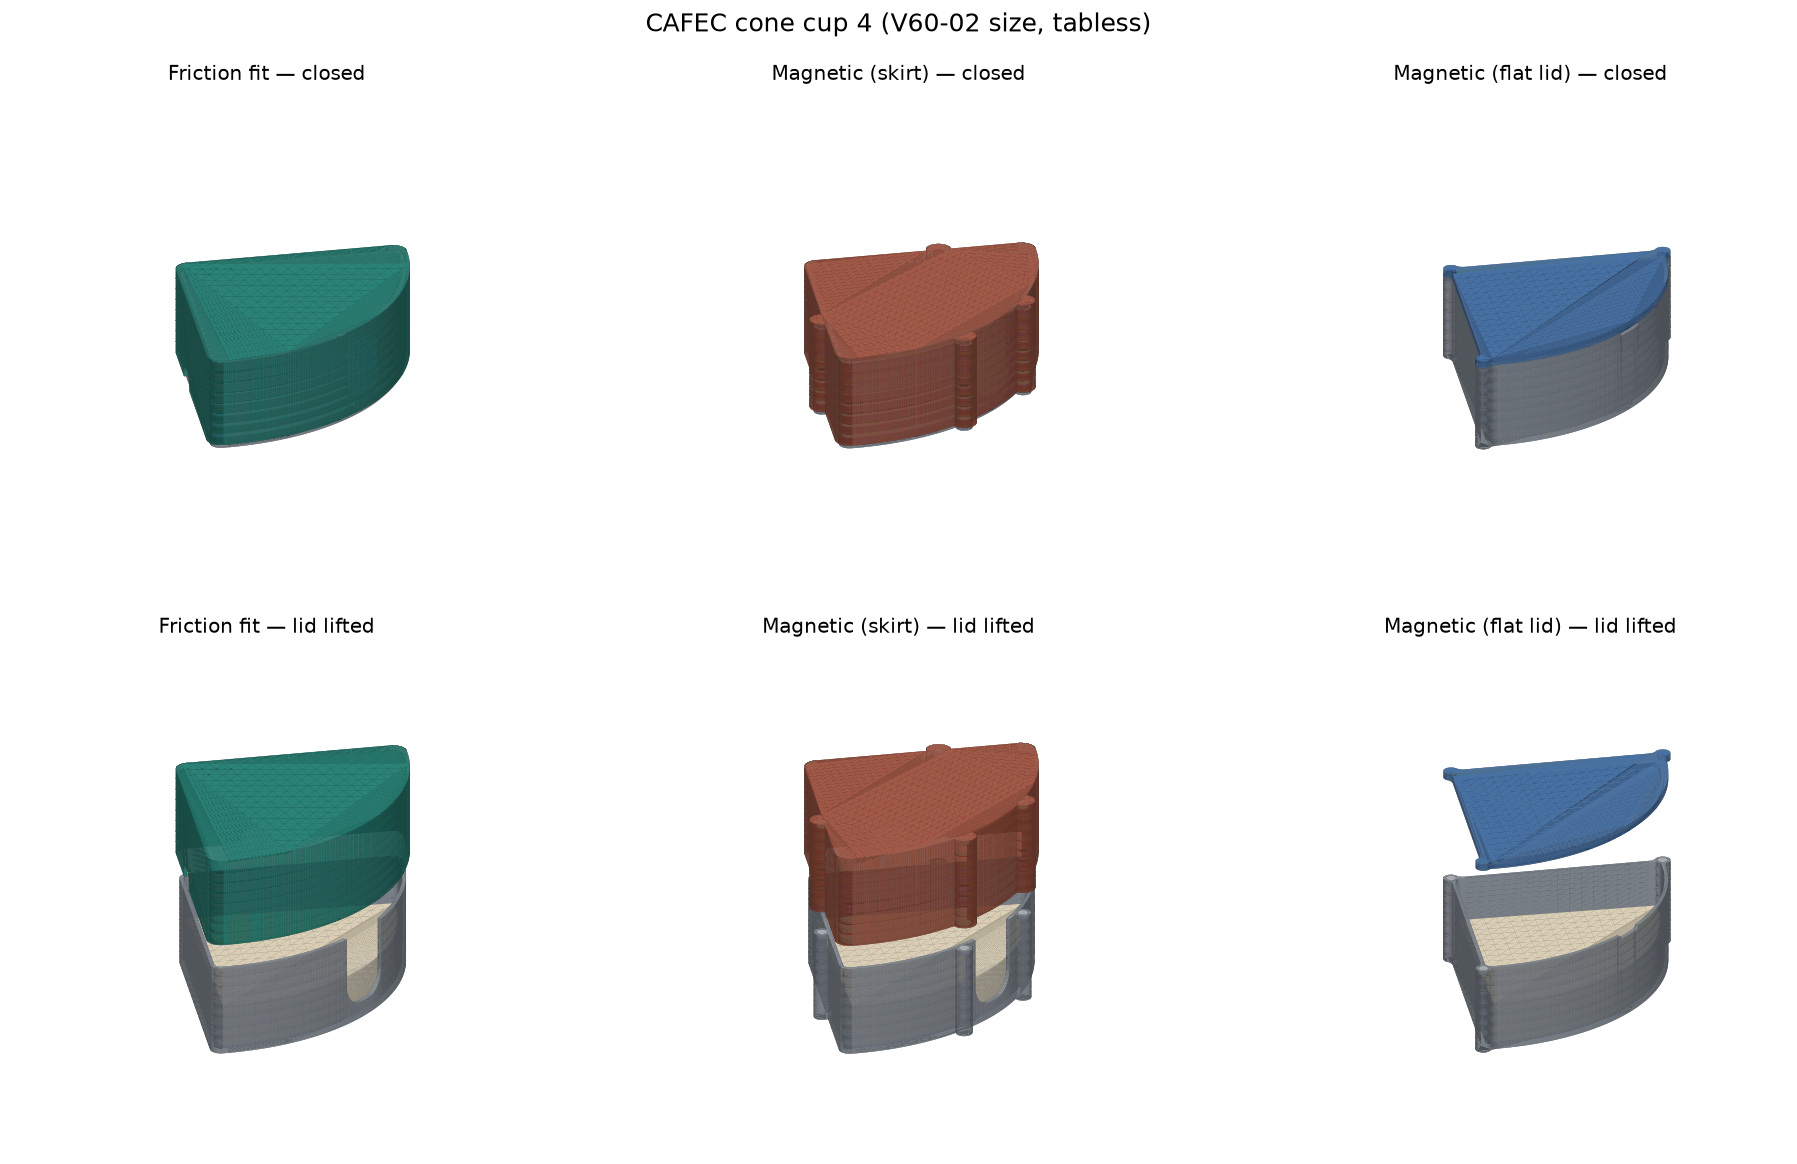 CAFEC cone cup 4 (V60-02 size, tabless)
Friction fit — closed
Magnetic (skirt) — closed
Magnetic (flat lid) — closed
Friction fit — lid lifted
Magnetic (skirt) — lid lifted
Magnetic (flat lid) — lid lifted